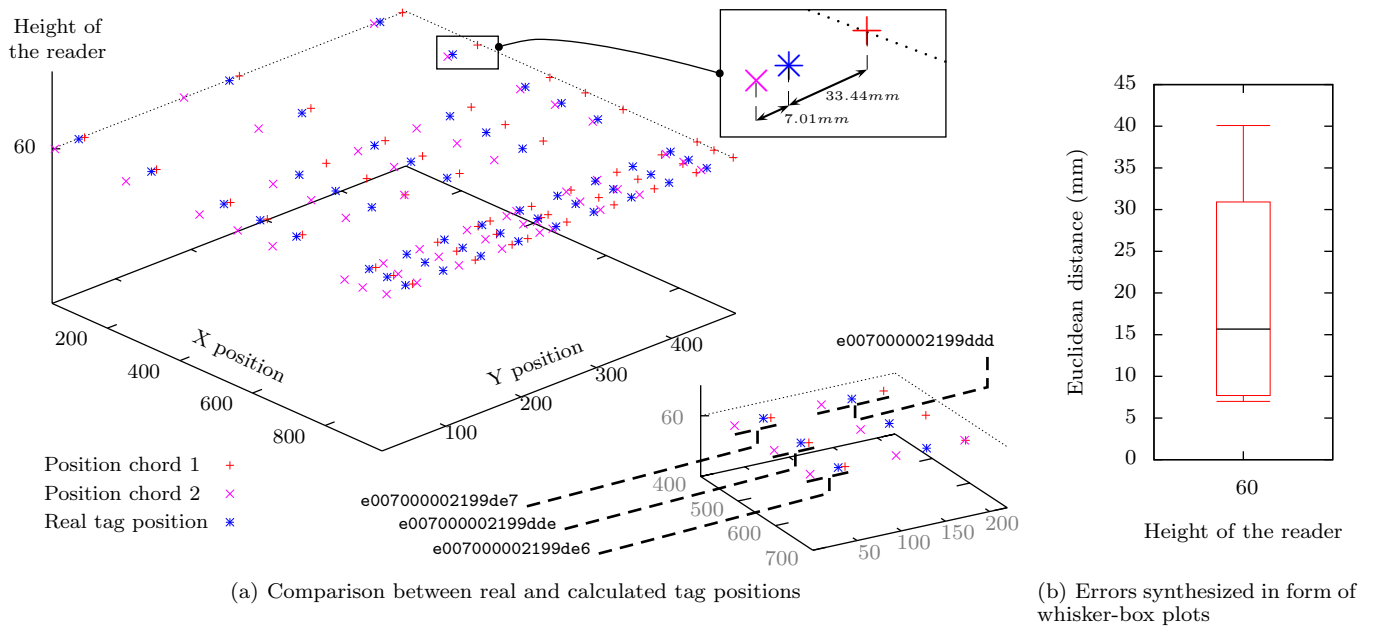 Height of
the reader
60
33.44mm
7.01mm
200
400
600
800
X position
100
200
300
400
Y position
Position chord 1
Position chord 2
Real tag position
e007000002199ddd
60
400
500
600
700
50
100
150
200
e007000002199de7
e007000002199dde
e007000002199de6
(a) Comparison between real and calculated tag positions
45
40
35
30
25
20
15
10
5
0
Euclidean distance (mm)
60
Height of the reader
(b) Errors synthesized in form of
whisker-box plots